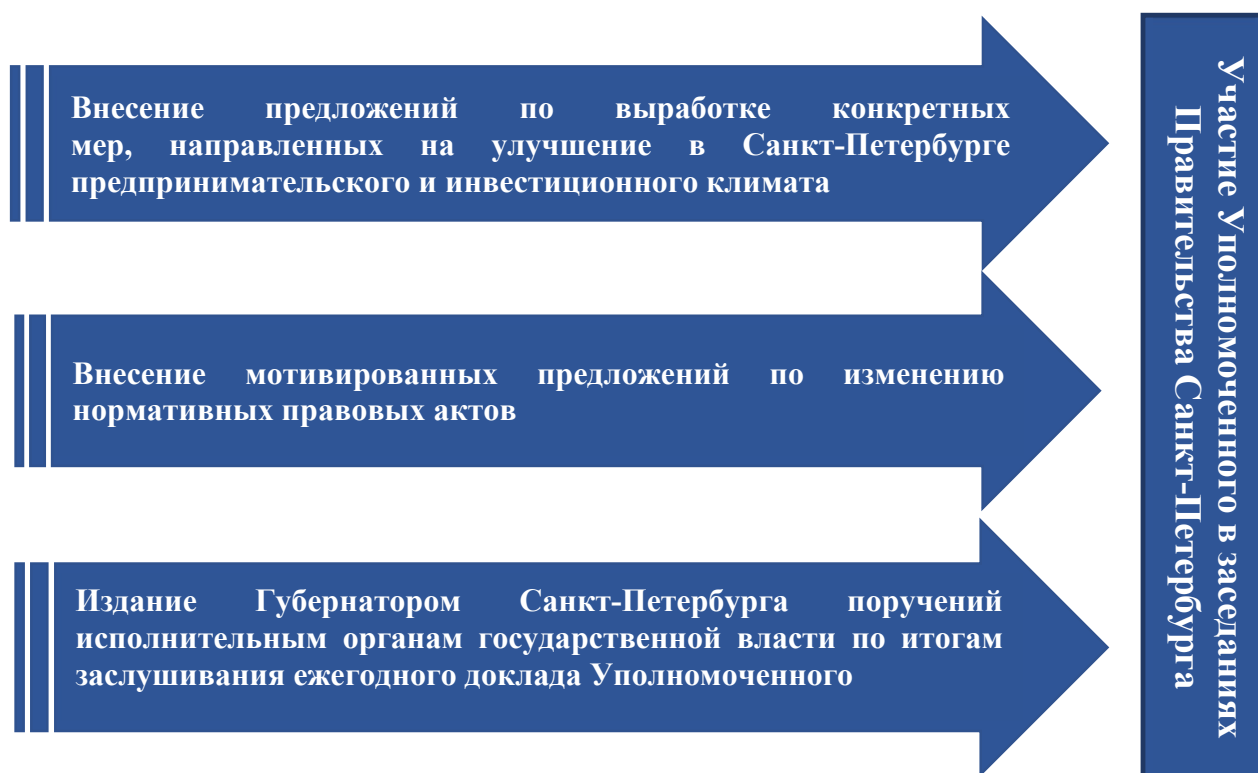 Внесение предложений по выработке конкретных
мер, направленных на улучшение в Санкт-Петербурге
предпринимательского и инвестиционного климата
Внесение мотивированных предложений по изменению
нормативных правовых актов
Издание Губернатором Санкт-Петербурга поручений
исполнительным органам государственной власти по итогам
заслушивания ежегодного доклада Уполномоченного
Участие Уполномоченного в заседаниях
Правительства Санкт-Петербурга